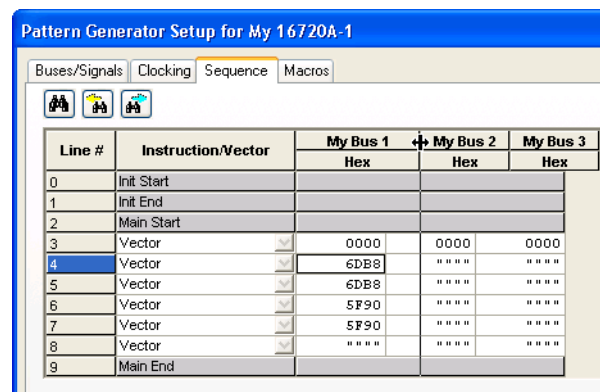 Pattern Generator Setup for My 16720A-1
Buses/Signals Clocking Sequence Macros
Line # Instruction/Vector My Bus 1 My Bus 2 My Bus 3
Hex Hex Hex
0 Init Start
1 Init End
2 Main Start
3 Vector 0000 0000 0000
4 Vector 6DB8 """" """"
5 Vector 6DB8 """" """"
6 Vector 5F90 """" """"
7 Vector 5F90 """" """"
8 Vector """" """" """"
9 Main End